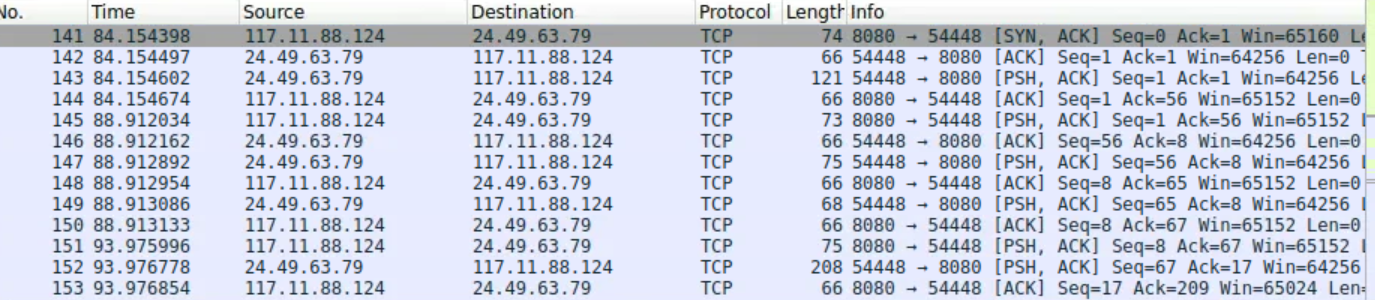 No. Time Source Destination Protocol Length Info
141 84.154398 117.11.88.124 24.49.63.79 TCP 74 8080 → 54448 [SYN, ACK] Seq=0 Ack=1 Win=65160 Le
142 84.154497 24.49.63.79 117.11.88.124 TCP 66 54448 → 8080 [ACK] Seq=1 Ack=1 Win=64256 Len=0 T
143 84.154602 24.49.63.79 117.11.88.124 TCP 121 54448 → 8080 [PSH, ACK] Seq=1 Ack=1 Win=64256 Le
144 84.154674 117.11.88.124 24.49.63.79 TCP 66 8080 → 54448 [ACK] Seq=1 Ack=56 Win=65152 Len=0
145 88.912034 117.11.88.124 24.49.63.79 TCP 73 8080 → 54448 [PSH, ACK] Seq=1 Ack=56 Win=65152 L
146 88.912162 24.49.63.79 117.11.88.124 TCP 66 54448 → 8080 [ACK] Seq=56 Ack=8 Win=64256 Len=0
147 88.912892 24.49.63.79 117.11.88.124 TCP 75 54448 → 8080 [PSH, ACK] Seq=56 Ack=8 Win=64256 L
148 88.912954 117.11.88.124 24.49.63.79 TCP 66 8080 → 54448 [ACK] Seq=8 Ack=65 Win=65152 Len=0
149 88.913086 24.49.63.79 117.11.88.124 TCP 68 54448 → 8080 [PSH, ACK] Seq=65 Ack=8 Win=64256 L
150 88.913133 117.11.88.124 24.49.63.79 TCP 66 8080 → 54448 [ACK] Seq=8 Ack=67 Win=65152 Len=0
151 93.975996 117.11.88.124 24.49.63.79 TCP 75 8080 → 54448 [PSH, ACK] Seq=8 Ack=67 Win=65152 L
152 93.976778 24.49.63.79 117.11.88.124 TCP 208 54448 → 8080 [PSH, ACK] Seq=67 Ack=17 Win=64256
153 93.976854 117.11.88.124 24.49.63.79 TCP 66 8080 → 54448 [ACK] Seq=17 Ack=209 Win=65024 Len=